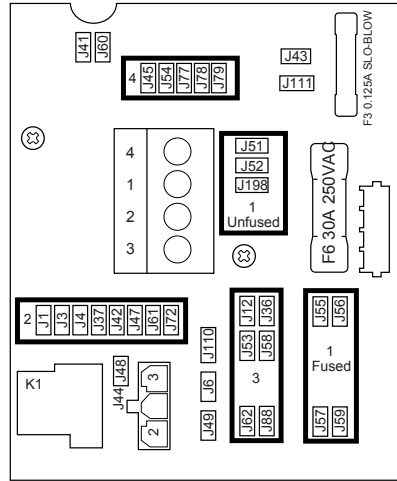 J41
J60
4
J45
J54
J77
J78
J79
J43
J111
F3 0.125A SLO-BLOW
4
1
2
3
J51
J52
J198
1
Unfused
F6 30A 250VAC
2
J1
J3
J4
J37
J42
J47
J61
J72
J110
J12
J36
J53
J58
3
J62
J88
J55
J56
1
Fused
J57
J59
K1
J44
J48
3
2
J6
J49